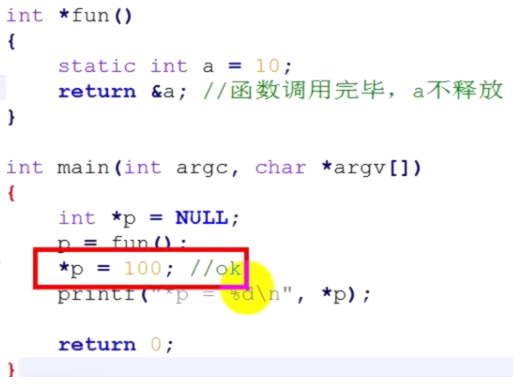 int *fun()
{
static int a = 10;
return &a; //函数调用完毕，a不释放
}
int main(int argc, char *argv[])
{
int *p = NULL;
p = fun();
*p = 100; //ok
printf("*p = %d\n", *p);
return 0;
}